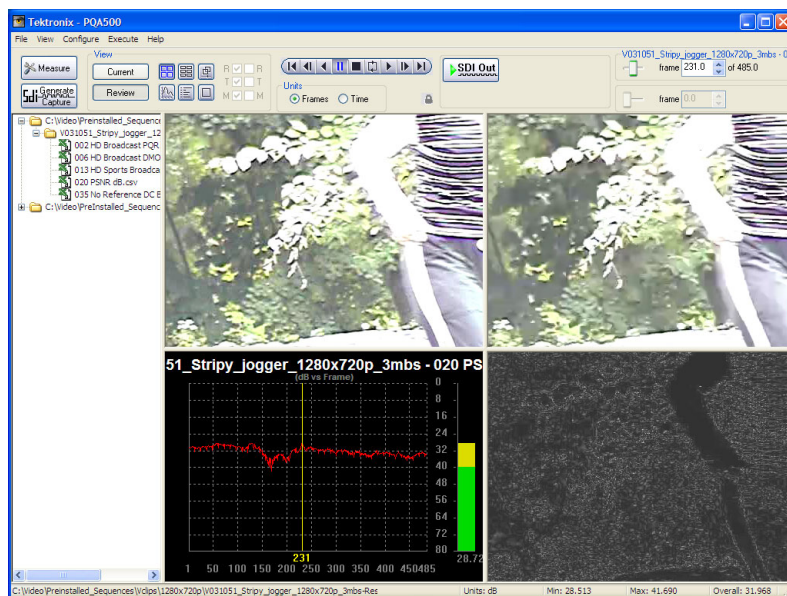 Tektronix - PQA500
File View Configure Execute Help
View
Measure
Current
Review
R R
T T
M M
SDI Out
Units
Frames Time
V031051_Stripy_jogger_1280x720p_3mbs - 0
frame 231.0 of 485.0
frame 0.0
Sdi Generate
Capture
C:\Video\Preinstalled_Sequences
V031051_Stripy_jogger_12
002 HD Broadcast PQR
006 HD Broadcast DMO
013 HD Sports Broadca
020 PSNR dB.csv
035 No Reference DC B
C:\Video\PreInstalled_Sequenc
51_Stripy_jogger_1280x720p_3mbs - 020 PS
(dB vs Frame)
0
8
16
24
32
40
48
56
64
72
80
231
28.72
1 50 100 150 200 250 300 350 400 450 485
C:\Video\Preinstalled_Sequences\Vclips\1280x720p\V031051_Stripy_jogger_1280x720p_3mbs-Res
Units: dB
Min: 28.513
Max: 41.690
Overall: 31.968